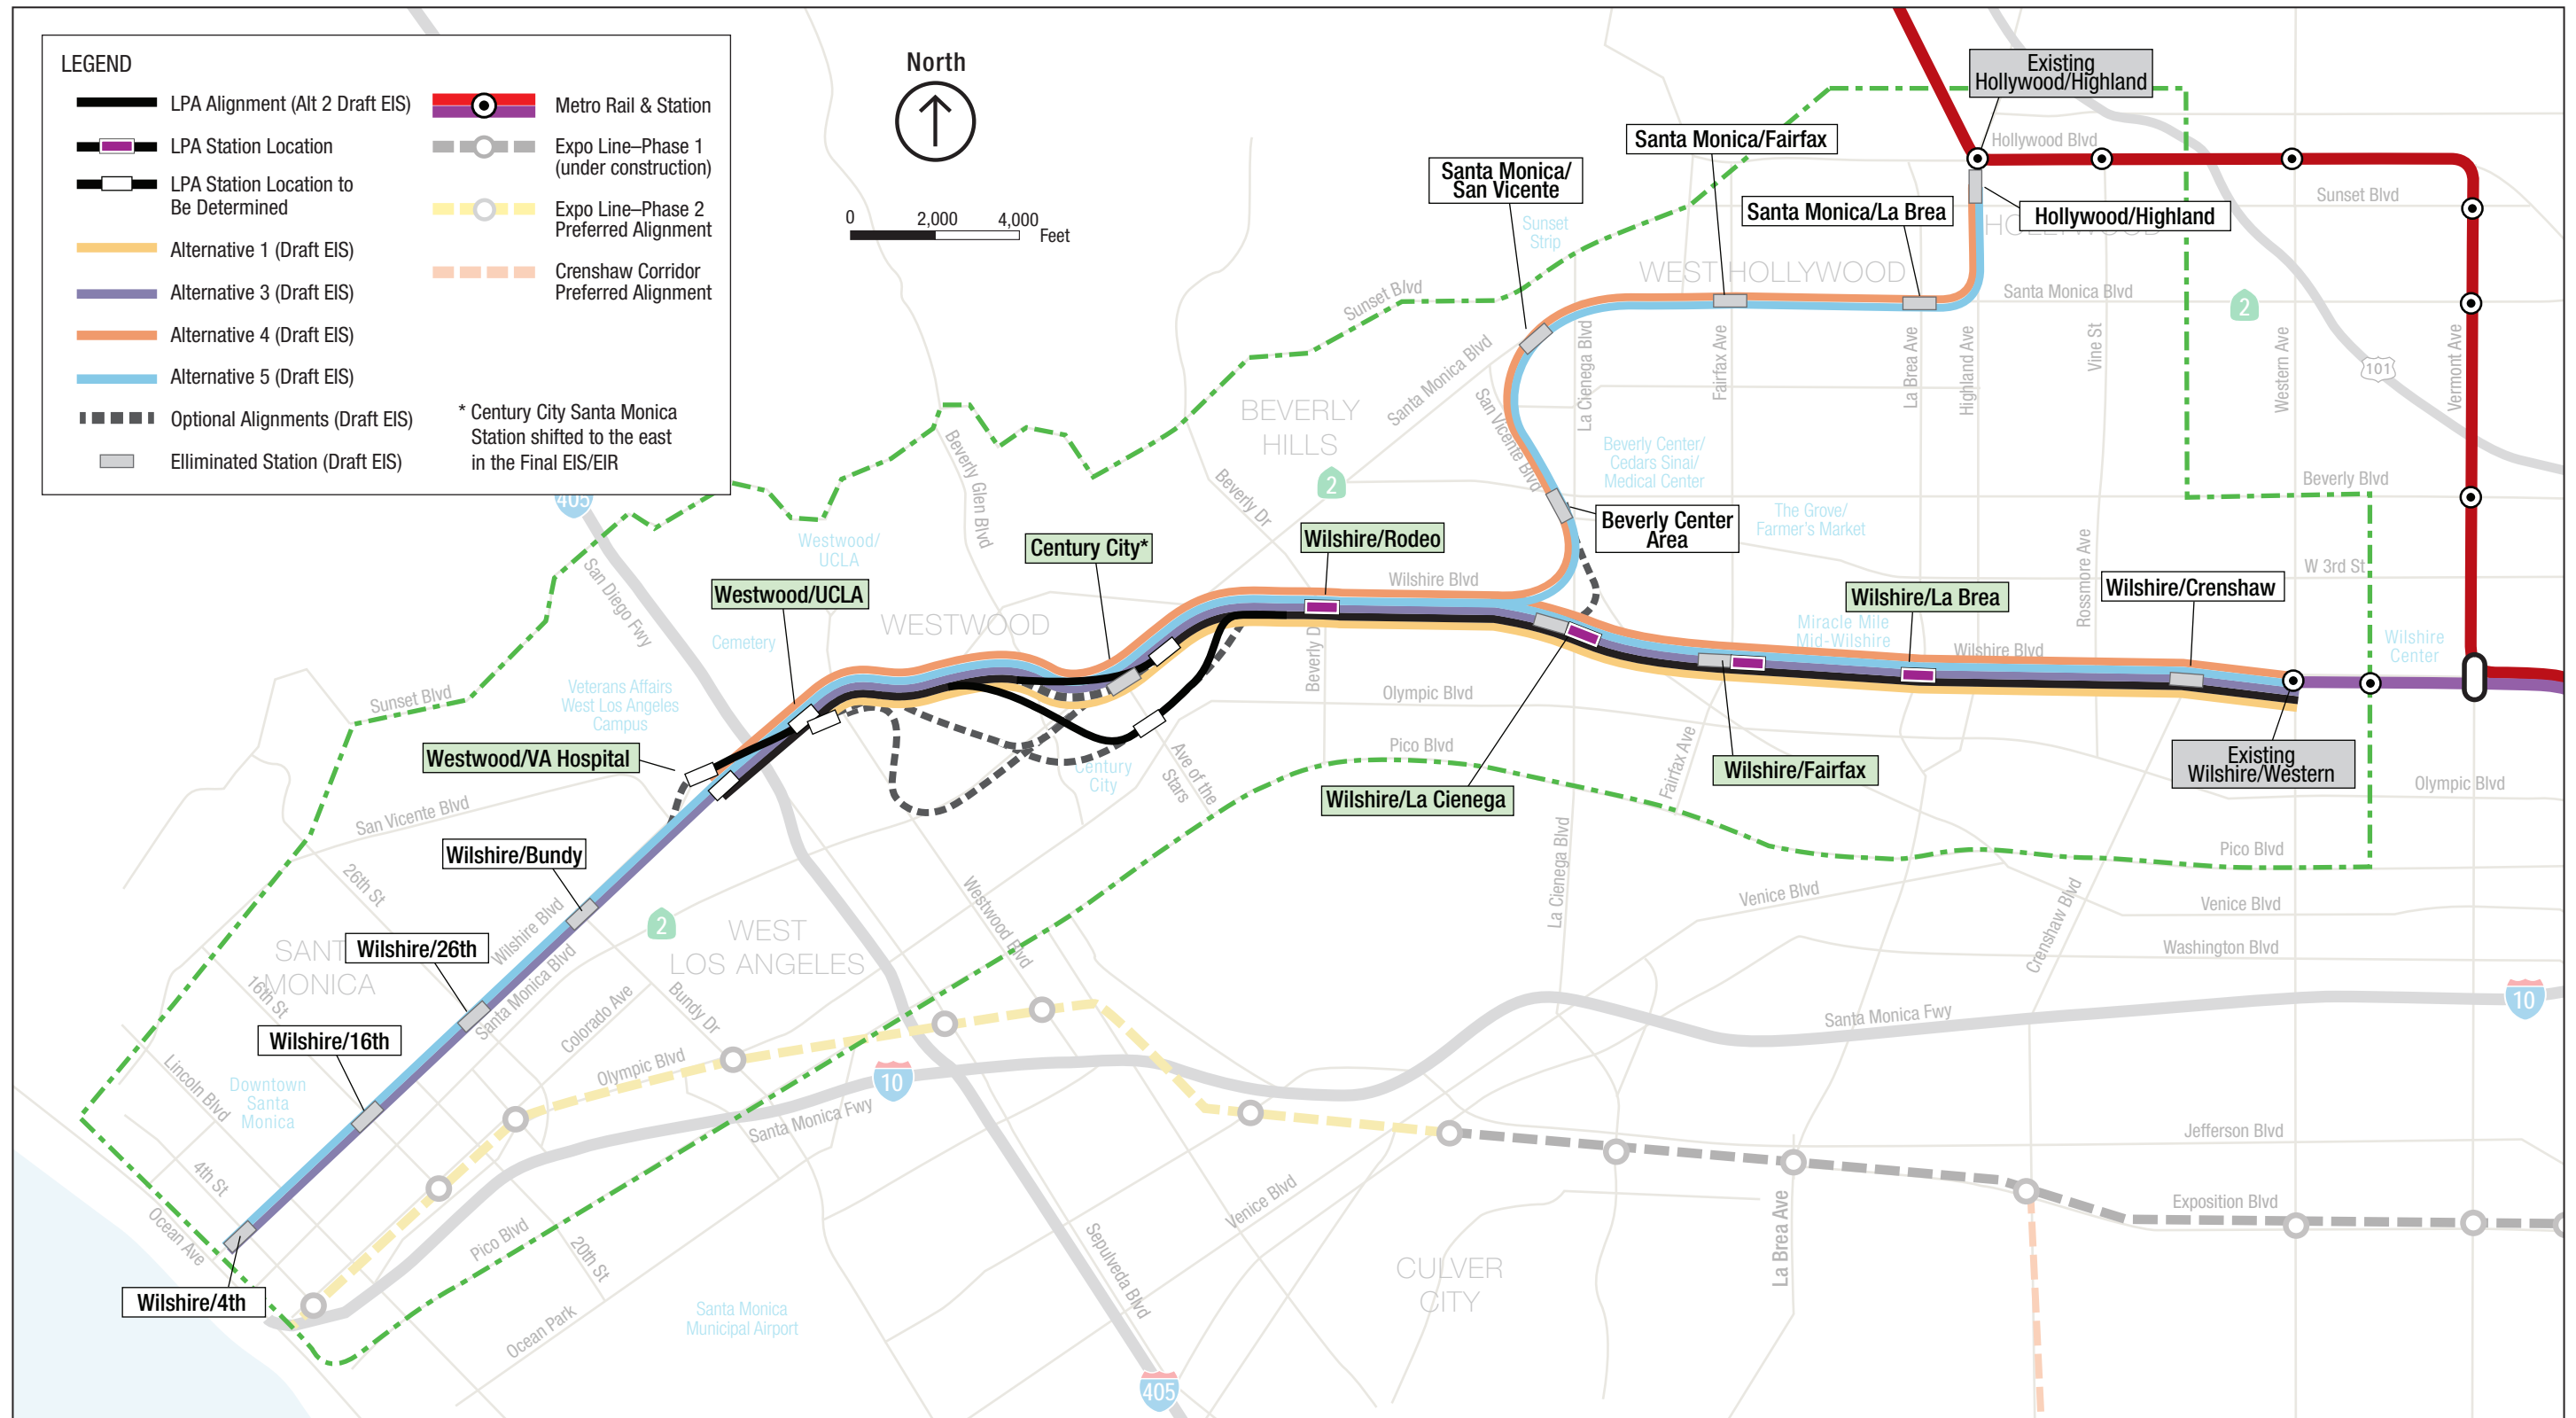 LEGEND
LPA Alignment (Alt 2 Draft EIS)
LPA Station Location
LPA Station Location to
Be Determined
Alternative 1 (Draft EIS)
Alternative 3 (Draft EIS)
Alternative 4 (Draft EIS)
Alternative 5 (Draft EIS)
Optional Alignments (Draft EIS)
Elliminated Station (Draft EIS)
Metro Rail & Station
Expo Line–Phase 1
(under construction)
Expo Line–Phase 2
Preferred Alignment
Crenshaw Corridor
Preferred Alignment
* Century City Santa Monica
Station shifted to the east
in the Final EIS/EIR
North
0 2,000 4,000
Feet
Existing
Hollywood/Highland
Hollywood Blvd
Santa Monica/Fairfax
Santa Monica/
San Vicente
Santa Monica/La Brea
Hollywood/Highland
HOLLYWOOD
Sunset Blvd
Sunset
Strip
WEST HOLLYWOOD
Santa Monica Blvd
2
Sunset Blvd
Santa Monica Blvd
La Cienega Blvd
Fairfax Ave
La Brea Ave
Highland Ave
Vine St
Western Ave
101
Vermont Ave
BEVERLY
HILLS
San Vicente Blvd
Beverly Center/
Cedars Sinai/
Medical Center
2
Beverly Blvd
Beverly Glen Blvd
Beverly Dr
405
Beverly Center
Area
The Grove/
Farmer's Market
Westwood/
UCLA
Century City*
Wilshire/Rodeo
Rossmore Ave
W 3rd St
San Diego Fwy
Westwood/UCLA
Wilshire Blvd
Wilshire/La Brea
Wilshire/Crenshaw
WESTWOOD
Cemetery
Miracle Mile
Mid-Wilshire
Wilshire Blvd
Wilshire
Center
Beverly D
Sunset Blvd
Veterans Affairs
West Los Angeles
Campus
Olympic Blvd
Westwood/VA Hospital
Pico Blvd
Century
City
Ave of the
Stars
Fairfax Ave
Wilshire/Fairfax
Existing
Wilshire/Western
Olympic Blvd
Wilshire/La Cienega
San Vicente Blvd
Wilshire/Bundy
26th St
La Cienega Blvd
Pico Blvd
Venice Blvd
Venice Blvd
Westwood Blvd
Crenshaw Blvd
Wilshire Blvd
2
WEST
LOS ANGELES
Washington Blvd
SANT
MONICA
Wilshire/26th
16th St
Santa Monica Blvd
Colorado Ave
Bundy Dr
Santa Monica Fwy
10
Wilshire/16th
Olympic Blvd
10
Lincoln Blvd
Downtown
Santa
Monica
Santa Monica Fwy
Jefferson Blvd
4th St
Ocean Ave
Pico Blvd
20th St
Venice Blvd
La Brea Ave
Exposition Blvd
Sepulveda Blvd
CULVER
CITY
Wilshire/4th
Ocean Park
Santa Monica
Municipal Airport
405